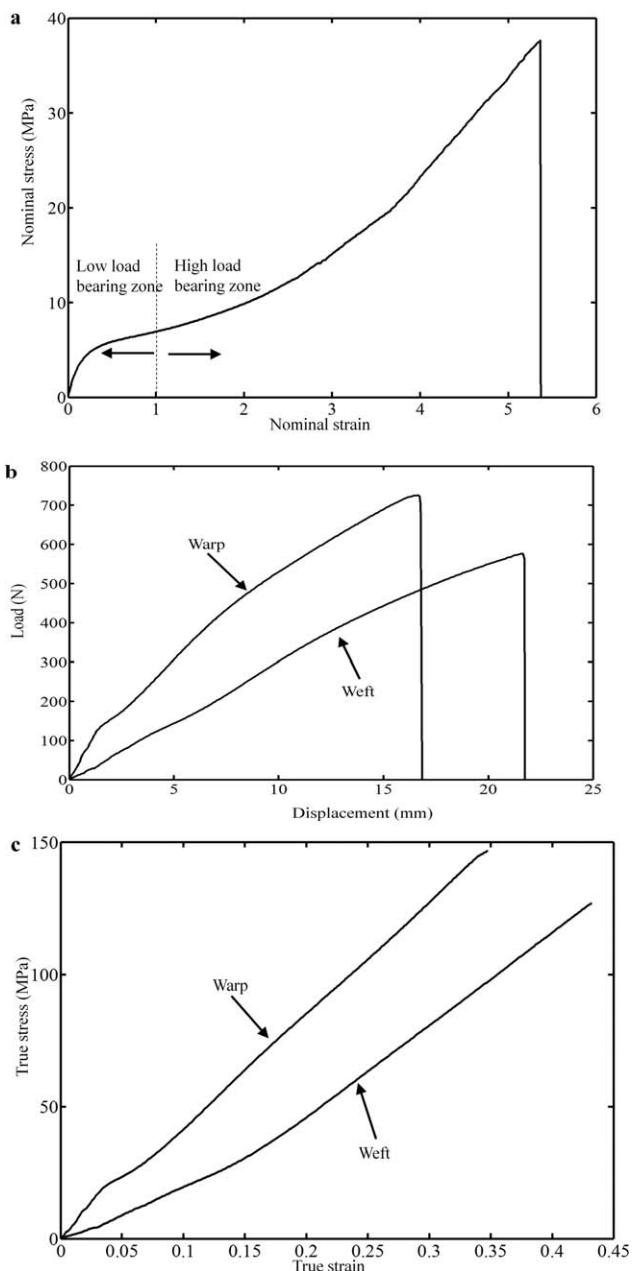 a
40
30
20
10
0
Nominal stress (MPa)
Low load
bearing zone
High load
bearing zone
0 1 2 3 4 5 6
Nominal strain
b
800
700
600
500
400
300
200
100
0
Load (N)
Warp
Weft
0 5 10 15 20 25
Displacement (mm)
c
150
100
50
0
True stress (MPa)
Warp
Weft
0 0.05 0.1 0.15 0.2 0.25 0.3 0.35 0.4 0.45
True strain